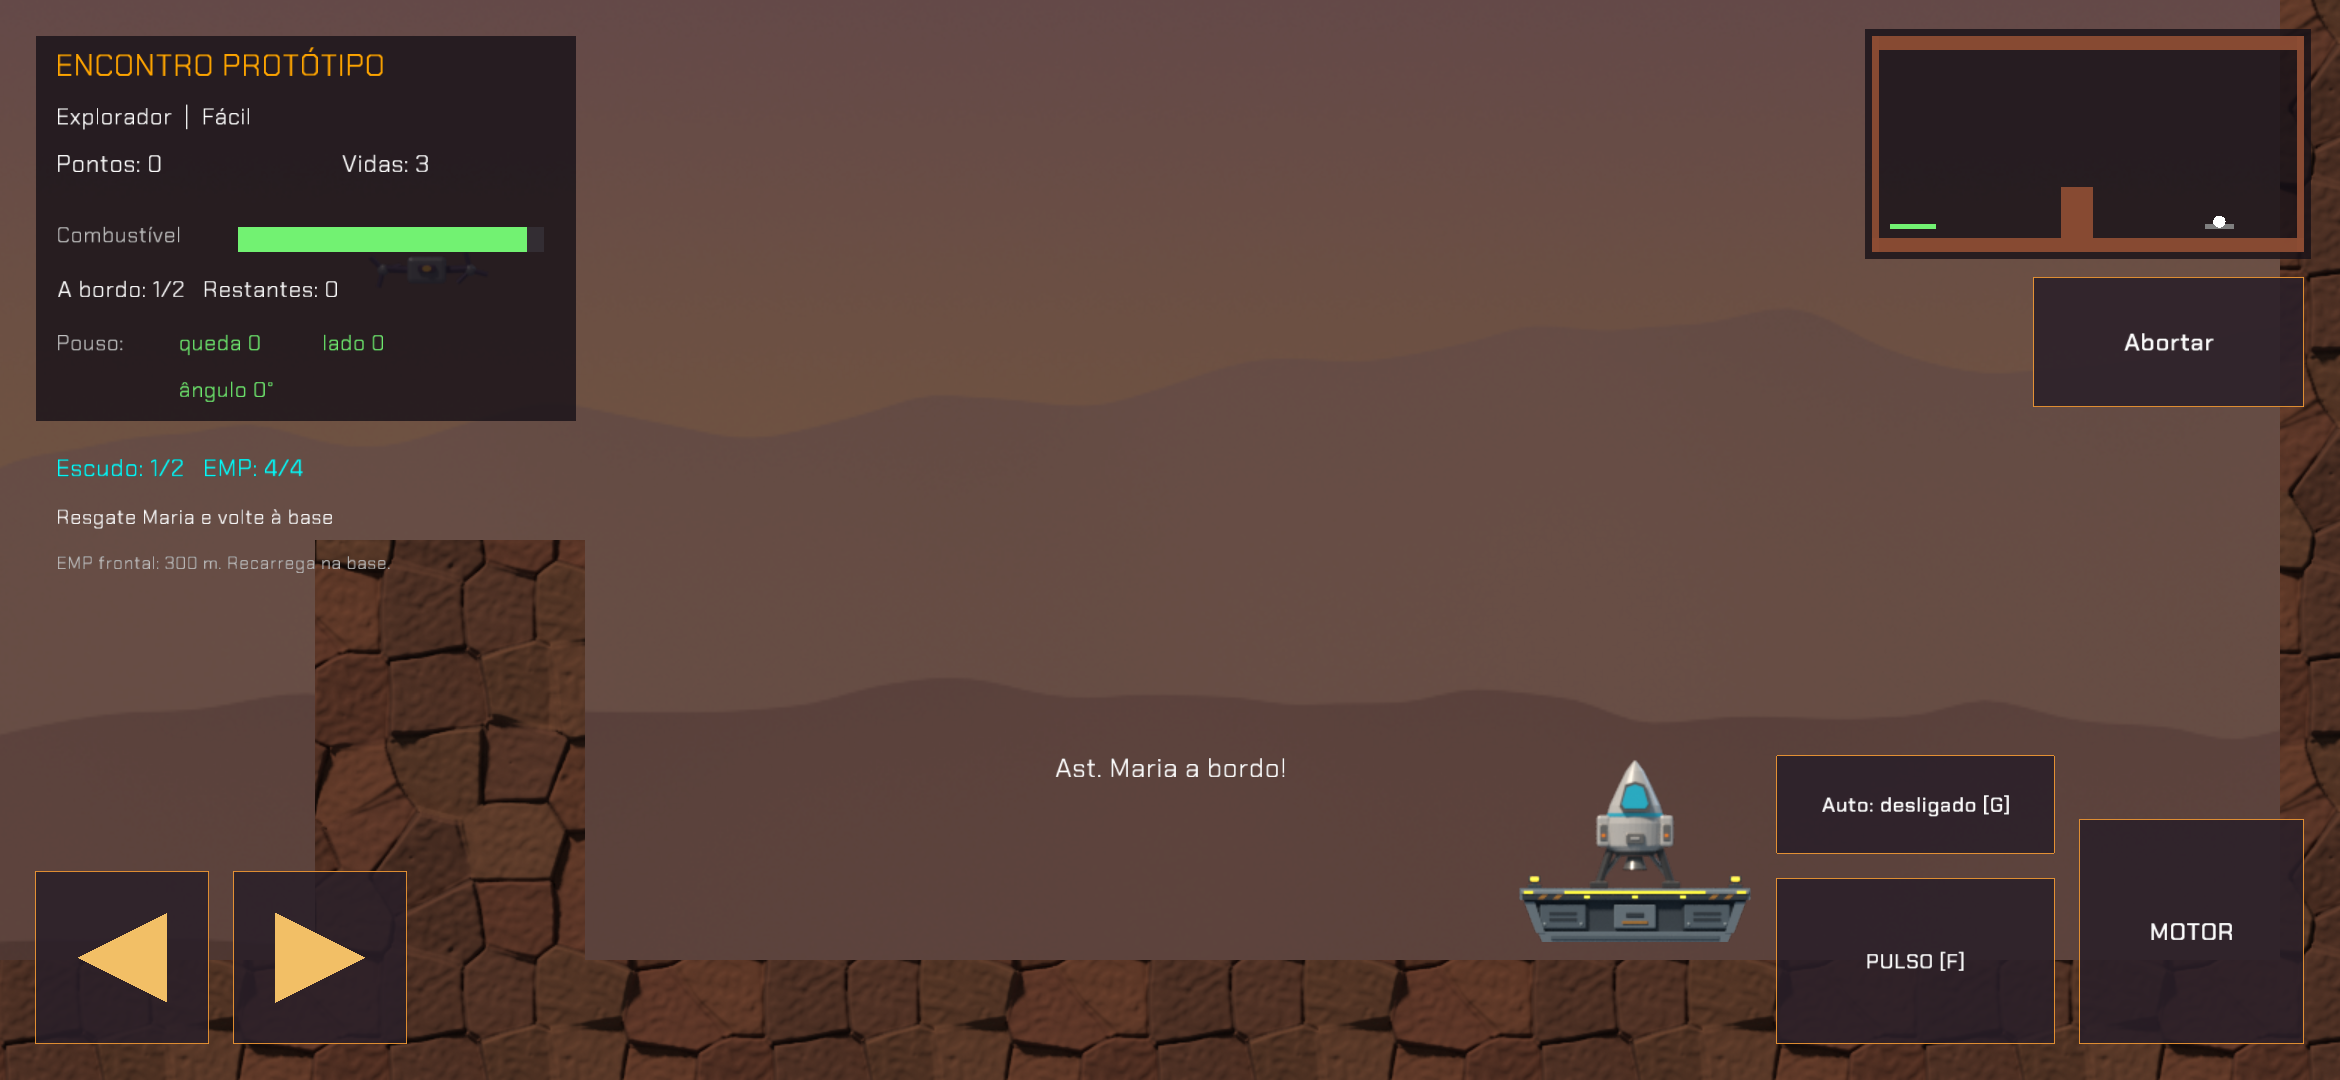 ENCONTRO PROTÓTIPO
Explorador | Fácil
Pontos: 0 Vidas: 3
Combustível
A bordo: 1/2 Restantes: 0
Pouso: queda 0 lado 0
ângulo 0°
Abortar
Escudo: 1/2 EMP: 4/4
Resgate Maria e volte à base
EMP frontal: 300 m. Recarrega na base.
Ast. Maria a bordo!
Auto: desligado [G]
MOTOR
PULSO [F]